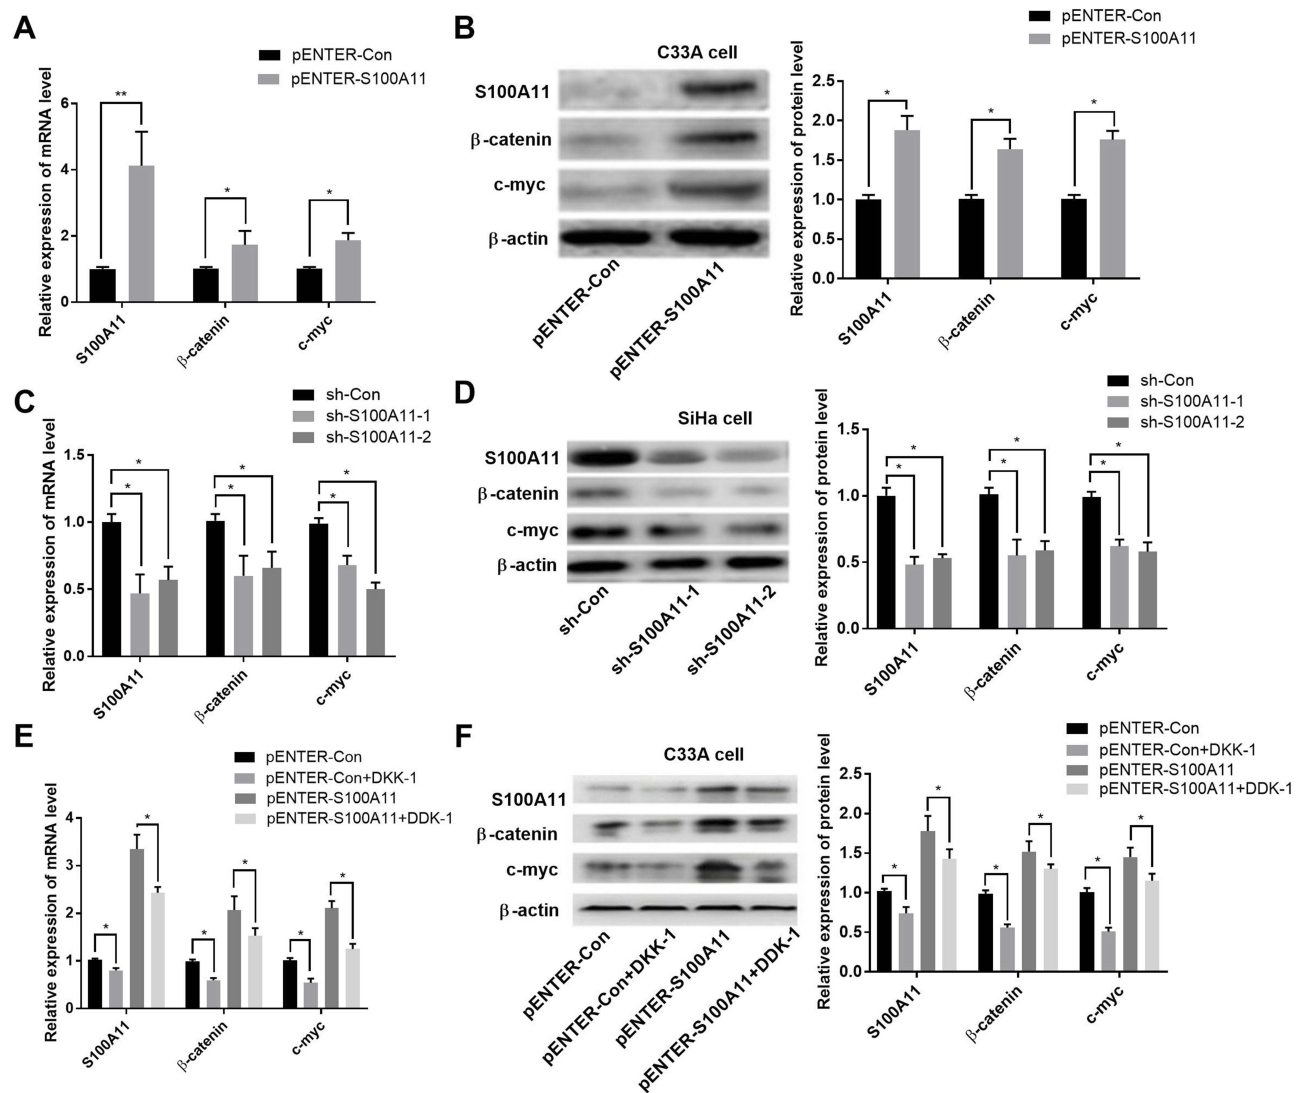 A
pENTER-Con
pENTER-S100A11
Relative expression of mRNA level
6
4
2
0
**
*
*
S100A11
β-catenin
c-myc
B
C33A cell
S100A11
β-catenin
c-myc
β-actin
pENTER-Con
pENTER-S100A11
pENTER-Con
pENTER-S100A11
Relative expression of protein level
2.5
2.0
1.5
1.0
0.5
0.0
*
*
*
S100A11
β-catenin
c-myc
C
sh-Con
sh-S100A11-1
sh-S100A11-2
Relative expression of mRNA level
1.5
1.0
0.5
0.0
*
*
*
*
*
*
S100A11
β-catenin
c-myc
D
SiHa cell
S100A11
β-catenin
c-myc
β-actin
sh-Con
sh-S100A11-1
sh-S100A11-2
sh-Con
sh-S100A11-1
sh-S100A11-2
Relative expression of protein level
1.5
1.0
0.5
0.0
*
*
*
*
*
*
S100A11
β-catenin
c-myc
E
pENTER-Con
pENTER-Con+DKK-1
pENTER-S100A11
pENTER-S100A11+DDK-1
Relative expression of mRNA level
4
3
2
1
0
*
*
*
*
*
*
S100A11
β-catenin
c-myc
F
C33A cell
S100A11
β-catenin
c-myc
β-actin
pENTER-Con
pENTER-Con+DKK-1
pENTER-S100A11
pENTER-S100A11+DDK-1
pENTER-Con
pENTER-Con+DKK-1
pENTER-S100A11
pENTER-S100A11+DDK-1
Relative expression of protein level
2.5
2.0
1.5
1.0
0.5
0.0
*
*
*
*
*
*
S100A11
β-catenin
c-myc